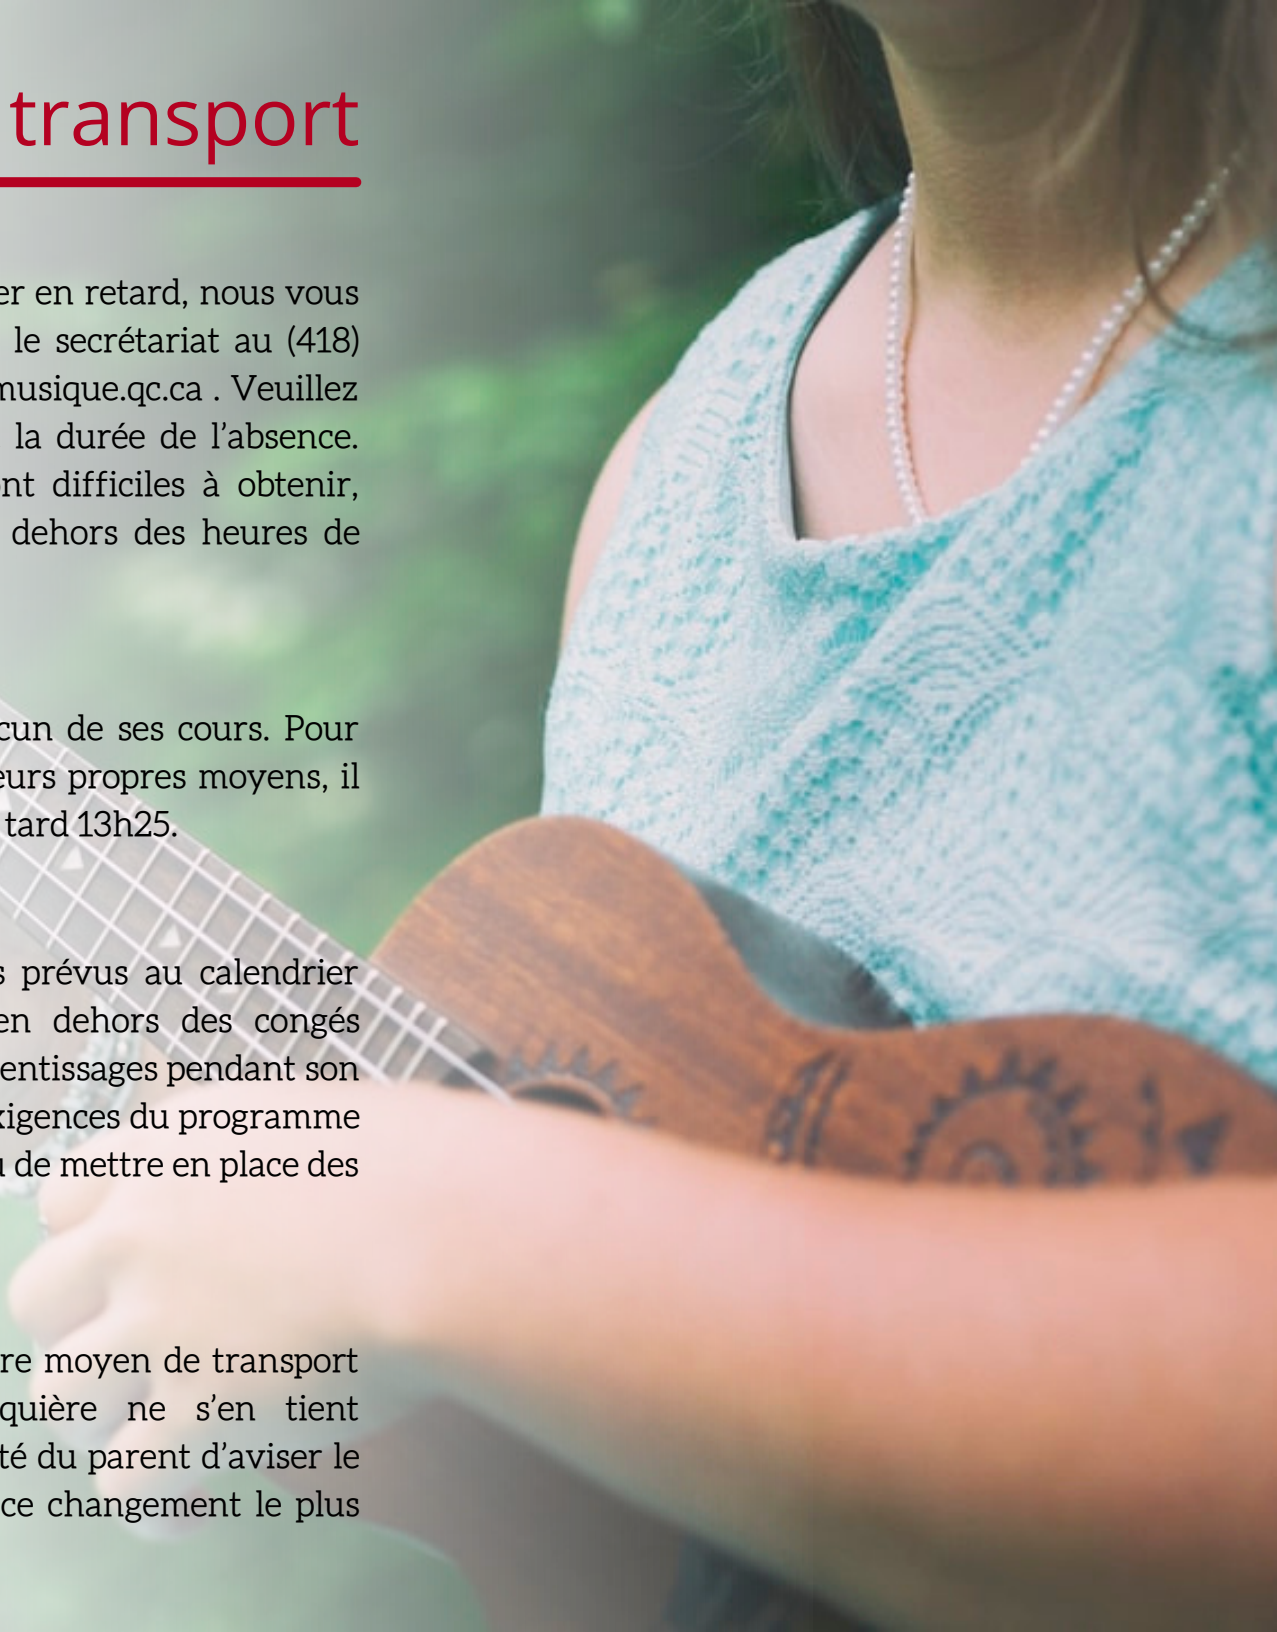 transport
er en retard, nous vous
le secrétariat au (418)
musique.qc.ca . Veuillez
la durée de l’absence.
nt difficiles à obtenir,
dehors des heures de
cun de ses cours. Pour
eurs propres moyens, il
tard 13h25.
s prévus au calendrier
en dehors des congés
entissages pendant son
xigences du programme
u de mettre en place des
re moyen de transport
quière ne s’en tient
té du parent d’aviser le
ce changement le plus